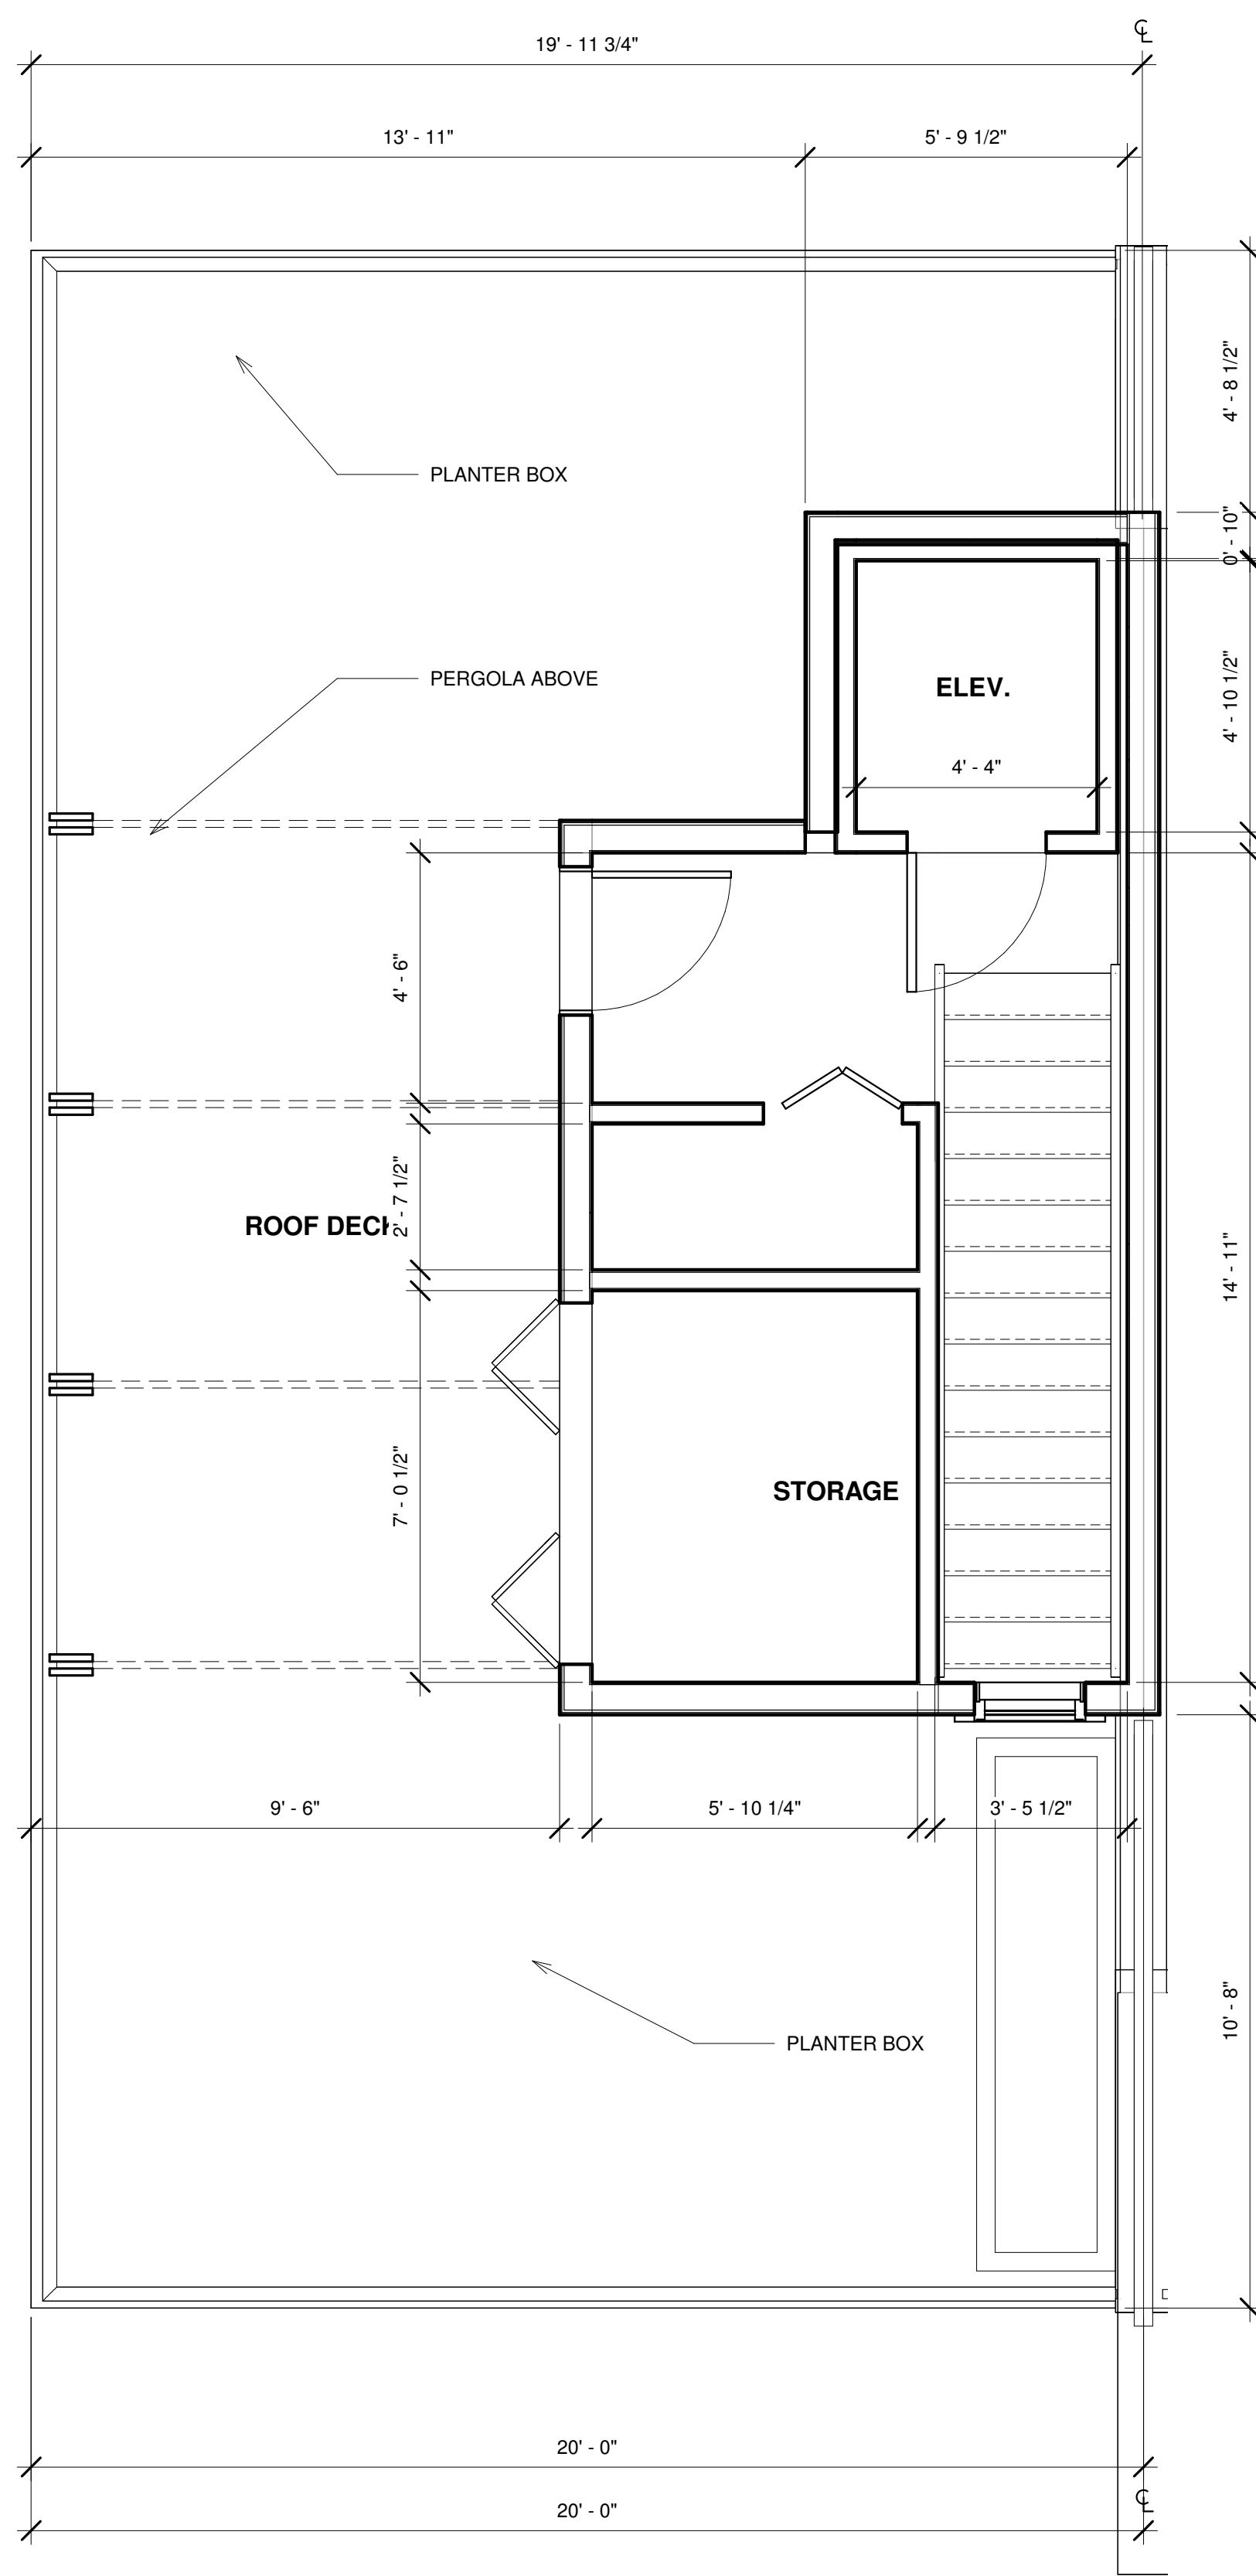 ℄
19' - 11 3/4"
13' - 11"
5' - 9 1/2"
4' - 8 1/2"
PLANTER BOX
0' - 10"
PERGOLA ABOVE
ELEV.
4' - 10 1/2"
4' - 4"
4' - 6"
2' - 7 1/2"
ROOF DECK
14' - 11"
7' - 0 1/2"
STORAGE
9' - 6"
5' - 10 1/4"
3' - 5 1/2"
10' - 8"
PLANTER BOX
20' - 0"
℄
20' - 0"